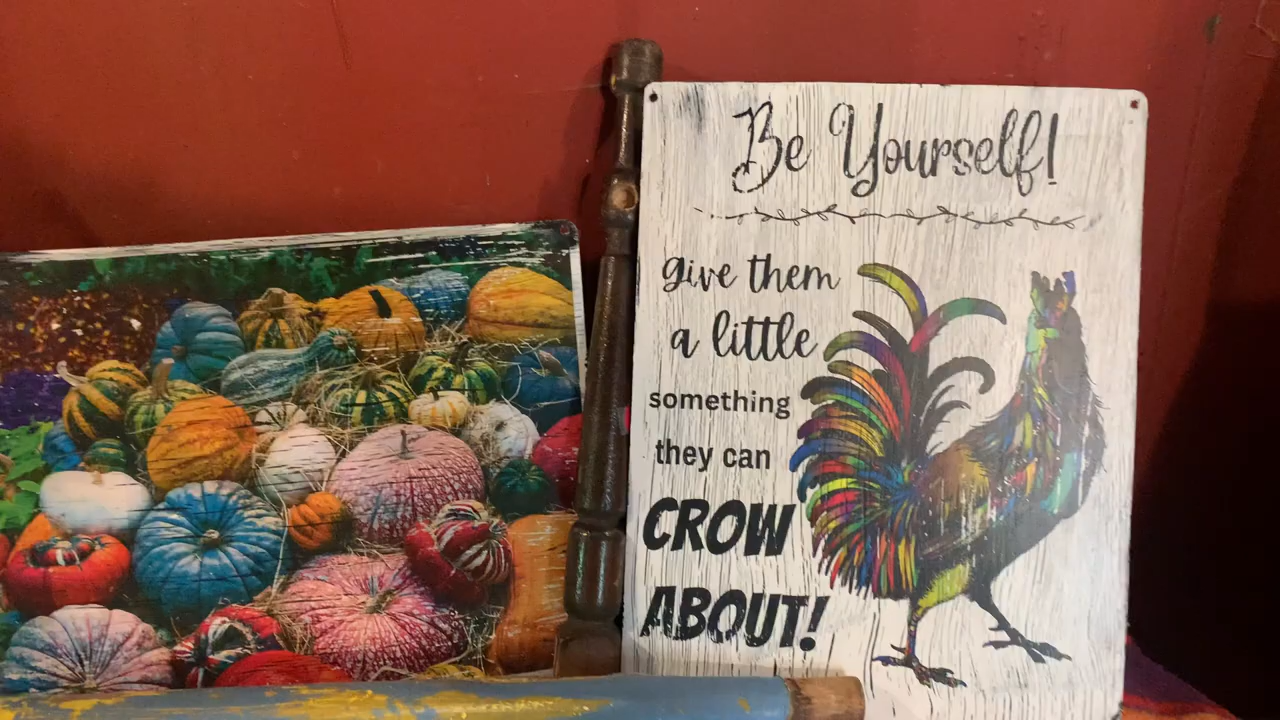 Be Yourself!
give them
a little
something
they can
CROW
ABOUT!